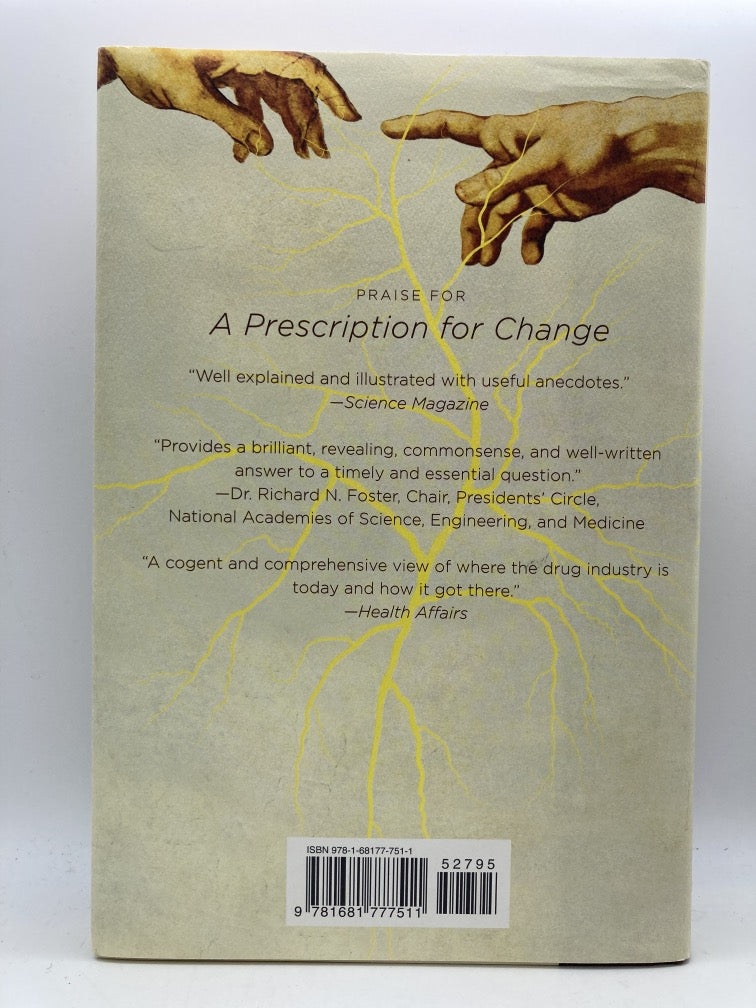 PRAISE FOR
A Prescription for Change
“Well explained and illustrated with useful anecdotes.”
—Science Magazine
“Provides a brilliant, revealing, commonsense, and well-written
answer to a timely and essential question.”
—Dr. Richard N. Foster, Chair, Presidents’ Circle,
National Academies of Science, Engineering, and Medicine
“A cogent and comprehensive view of where the drug industry is
today and how it got there.”
—Health Affairs
ISBN 978-1-68177-751-1
52795
9 781681 777511